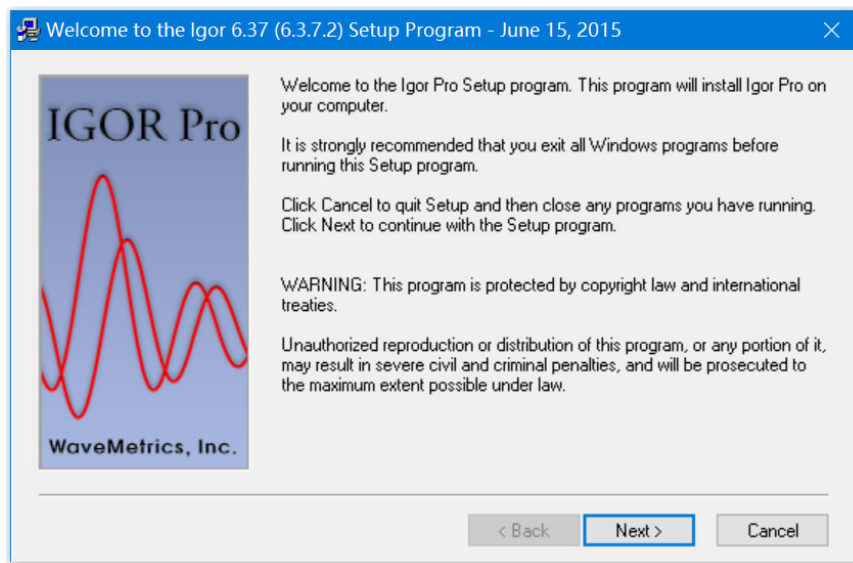 Welcome to the Igor 6.37 (6.3.7.2) Setup Program - June 15, 2015
IGOR Pro
WaveMetrics, Inc.
Welcome to the Igor Pro Setup program. This program will install Igor Pro on
your computer.
It is strongly recommended that you exit all Windows programs before
running this Setup program.
Click Cancel to quit Setup and then close any programs you have running.
Click Next to continue with the Setup program.
WARNING: This program is protected by copyright law and international
treaties.
Unauthorized reproduction or distribution of this program, or any portion of it,
may result in severe civil and criminal penalties, and will be prosecuted to
the maximum extent possible under law.
< Back
Next >
Cancel